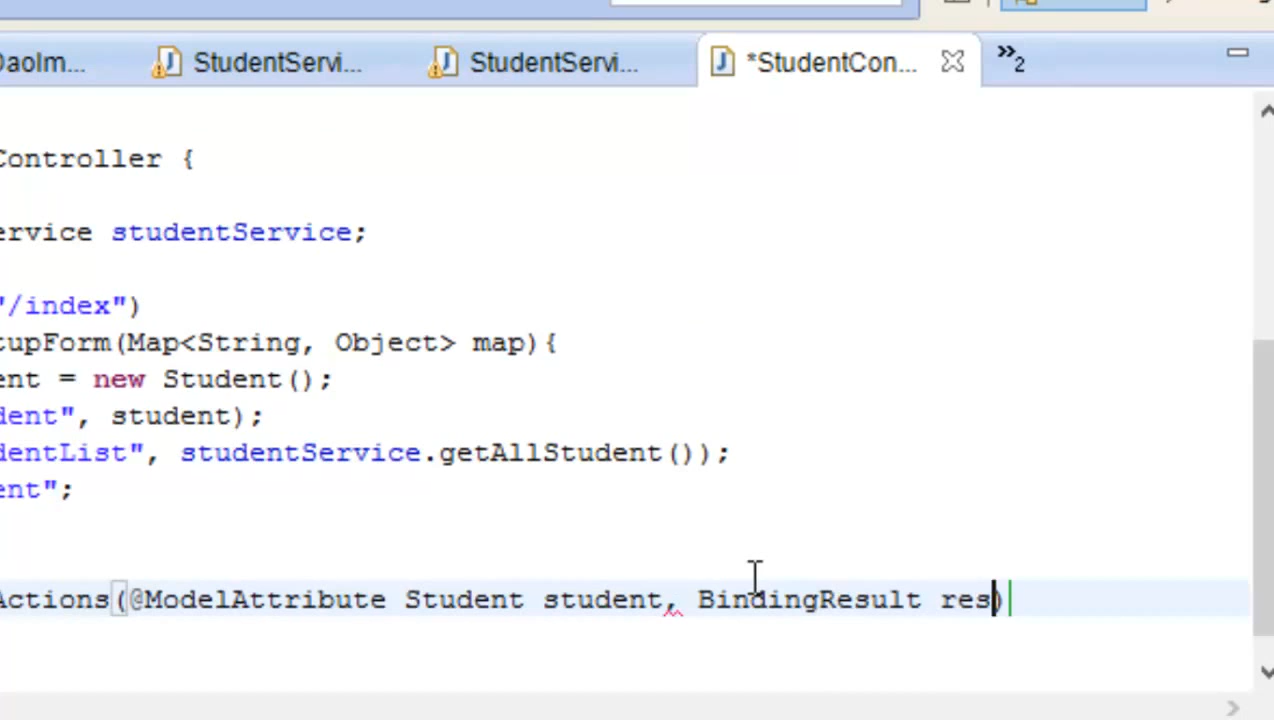 DaoIm...
StudentServi...
StudentServi...
*StudentCon...
»2
Controller {
ervice studentService;
"/index")
tupForm(Map<String, Object> map){
ent = new Student();
dent", student);
dentList", studentService.getAllStudent());
ent";
Actions(@ModelAttribute Student student, BindingResult res)